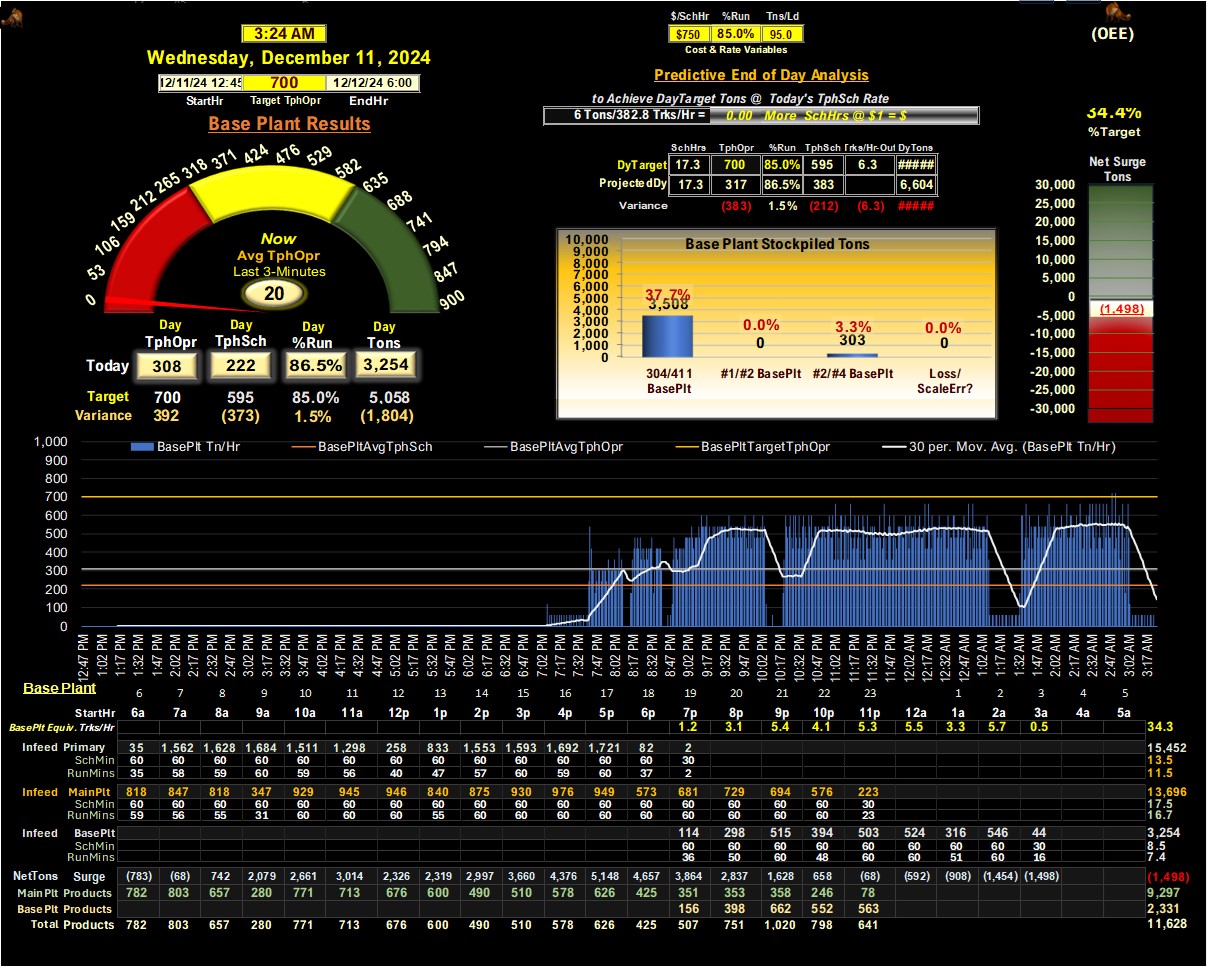 3:24 AM
Wednesday, December 11, 2024
12/11/24 12:45 700 12/12/24 6:00
StartHr Target TphOpr EndHr
Base Plant Results
0 53 106 159 212 265 318 371 424 476 529 582 635 688 741 794 847 900
Now
Avg TphOpr
Last 3-Minutes
20
Day Day Day Day
TphOpr TphSch %Run Tons
Today 308 222 86.5% 3,254
Target 700 595 85.0% 5,058
Variance 392 (373) 1.5% (1,804)
$/SchHr %Run Tns/Ld
$750 85.0% 95.0
Cost & Rate Variables
Predictive End of Day Analysis
to Achieve DayTarget Tons @ Today's TphSch Rate
6 Tons/382.8 Trks/Hr = 0.00 More SchHrs @ $1 = $
SchHrs TphOpr %Run TphSch Trks/Hr-Out DyTons
DyTarget 17.3 700 85.0% 595 6.3 #####
ProjectedDy 17.3 317 86.5% 383 6,604
Variance (383) 1.5% (212) (6.3) #####
Base Plant Stockpiled Tons
10,000
9,000
8,000
7,000
6,000
5,000
4,000
3,000
2,000
1,000
0
37.7% 0.0% 3.3% 0.0%
3,508 0 303 0
304/411 BasePlt
#1/#2 BasePlt
#2/#4 BasePlt
Loss/ ScaleErr?
(OEE)
34.4%
%Target
Net Surge
Tons
30,000
25,000
20,000
15,000
10,000
5,000
0
(1,498)
-5,000
-10,000
-15,000
-20,000
-25,000
-30,000
BasePlt Tn/Hr BasePltAvgTphSch BasePltAvgTphOpr BasePltTargetTphOpr 30 per. Mov. Avg. (BasePlt Tn/Hr)
1,000
900
800
700
600
500
400
300
200
100
0
12:47 PM 1:02 PM 1:17 PM 1:32 PM 1:47 PM 2:02 PM 2:17 PM 2:32 PM 2:47 PM 3:02 PM 3:17 PM 3:32 PM 3:47 PM 4:02 PM 4:17 PM 4:32 PM 4:47 PM 5:02 PM 5:17 PM 5:32 PM 5:47 PM 6:02 PM 6:17 PM 6:32 PM 6:47 PM 7:02 PM 7:17 PM 7:32 PM 7:47 PM 8:02 PM 8:17 PM 8:32 PM 8:47 PM 9:02 PM 9:17 PM 9:32 PM 9:47 PM 10:02 PM 10:17 PM 10:32 PM 10:47 PM 11:02 PM 11:17 PM 11:32 PM 11:47 PM 12:02 AM 12:17 AM 12:32 AM 12:47 AM 1:02 AM 1:17 AM 1:32 AM 1:47 AM 2:02 AM 2:17 AM 2:32 AM 2:47 AM 3:02 AM 3:17 AM
Base Plant 6 7 8 9 10 11 12 13 14 15 16 17 18 19 20 21 22 23 1 2 3 4 5
StartHr 6a 7a 8a 9a 10a 11a 12p 1p 2p 3p 4p 5p 6p 7p 8p 9p 10p 11p 12a 1a 2a 3a 4a 5a
BasePlt Equiv. Trks/Hr 1.2 3.1 5.4 4.1 5.3 5.5 3.3 5.7 0.5 34.3
Infeed Primary 35 1,562 1,628 1,684 1,511 1,298 258 833 1,553 1,593 1,692 1,721 82 2 15,452
SchMin 60 60 60 60 60 60 60 60 60 60 60 60 60 30 13.5
RunMins 35 58 59 60 59 56 40 47 57 60 59 60 37 2 11.5
Infeed MainPlt 818 847 818 347 929 945 946 840 875 930 976 949 573 681 729 694 576 223 13,696
SchMin 60 60 60 60 60 60 60 60 60 60 60 60 60 60 60 60 60 30 17.5
RunMins 59 56 55 31 60 60 60 55 60 60 60 60 60 60 60 60 60 23 16.7
Infeed BasePlt 114 298 515 394 503 524 316 546 44 3,254
SchMin 60 60 60 60 60 60 60 60 30 8.5
RunMins 36 50 60 48 60 60 51 60 16 7.4
NetTons Surge (783) (68) 742 2,079 2,661 3,014 2,326 2,319 2,997 3,660 4,376 5,148 4,657 3,864 2,837 1,628 658 (68) (592) (908) (1,454) (1,498) (1,498)
MainPlt Products 782 803 657 280 771 713 676 600 490 510 578 626 425 351 353 358 246 78 9,297
BasePlt Products 156 398 662 552 563 2,331
Total Products 782 803 657 280 771 713 676 600 490 510 578 626 425 507 751 1,020 798 641 11,628